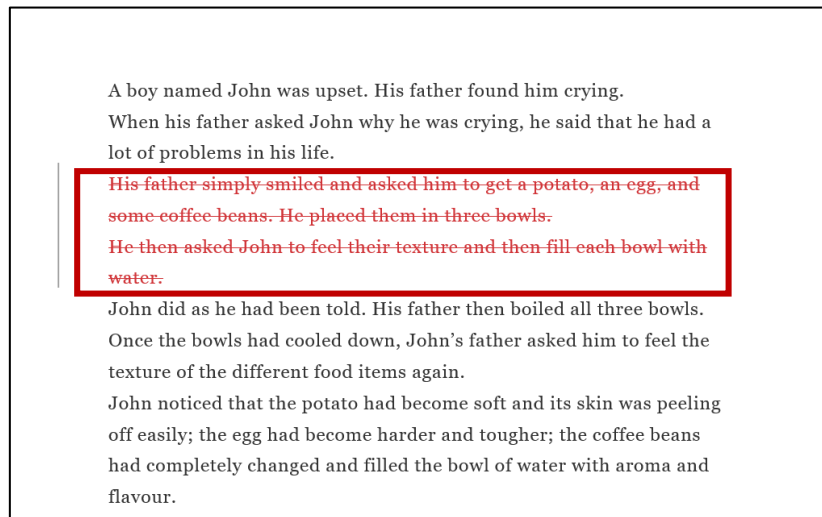 A boy named John was upset. His father found him crying.
When his father asked John why he was crying, he said that he had a
lot of problems in his life.
His father simply smiled and asked him to get a potato, an egg, and
some coffee beans. He placed them in three bowls.
He then asked John to feel their texture and then fill each bowl with
water.
John did as he had been told. His father then boiled all three bowls.
Once the bowls had cooled down, John’s father asked him to feel the
texture of the different food items again.
John noticed that the potato had become soft and its skin was peeling
off easily; the egg had become harder and tougher; the coffee beans
had completely changed and filled the bowl of water with aroma and
flavour.